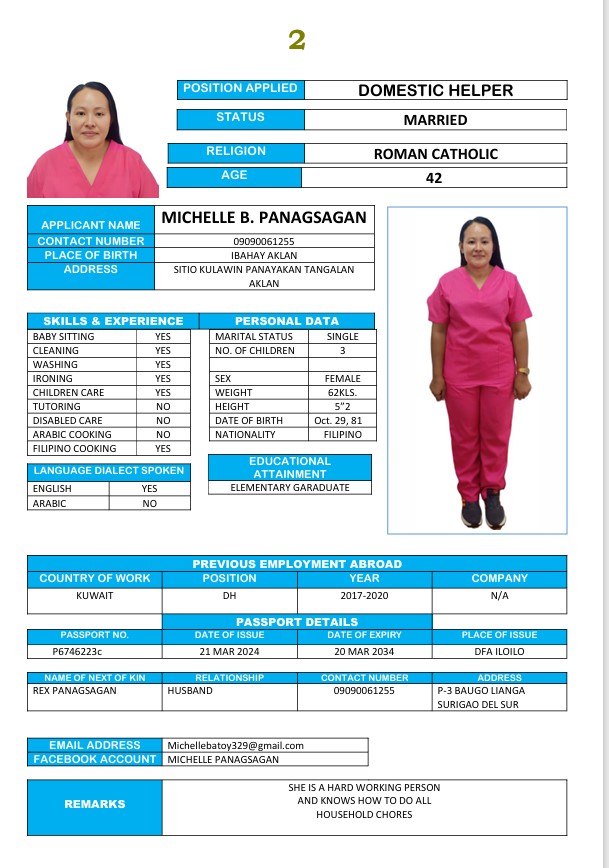 2
POSITION APPLIED DOMESTIC HELPER
STATUS MARRIED
RELIGION ROMAN CATHOLIC
AGE 42
APPLICANT NAME MICHELLE B. PANAGSAGAN
CONTACT NUMBER 09090061255
PLACE OF BIRTH IBAHAY AKLAN
ADDRESS SITIO KULAWIN PANAYAKAN TANGALAN
AKLAN
SKILLS & EXPERIENCE
BABY SITTING YES
CLEANING YES
WASHING YES
IRONING YES
CHILDREN CARE YES
TUTORING NO
DISABLED CARE NO
ARABIC COOKING NO
FILIPINO COOKING YES
LANGUAGE DIALECT SPOKEN
ENGLISH YES
ARABIC NO
PERSONAL DATA
MARITAL STATUS SINGLE
NO. OF CHILDREN 3
SEX FEMALE
WEIGHT 62KLS.
HEIGHT 5"2
DATE OF BIRTH Oct. 29, 81
NATIONALITY FILIPINO
EDUCATIONAL
ATTAINMENT
ELEMENTARY GARADUATE
PREVIOUS EMPLOYMENT ABROAD
COUNTRY OF WORK POSITION YEAR COMPANY
KUWAIT DH 2017-2020 N/A
PASSPORT DETAILS
PASSPORT NO. DATE OF ISSUE DATE OF EXPIRY PLACE OF ISSUE
P6746223c 21 MAR 2024 20 MAR 2034 DFA ILOILO
NAME OF NEXT OF KIN RELATIONSHIP CONTACT NUMBER ADDRESS
REX PANAGSAGAN HUSBAND 09090061255 P-3 BAUGO LIANGA
SURIGAO DEL SUR
EMAIL ADDRESS Michellebatoy329@gmail.com
FACEBOOK ACCOUNT MICHELLE PANAGSAGAN
REMARKS
SHE IS A HARD WORKING PERSON
AND KNOWS HOW TO DO ALL
HOUSEHOLD CHORES